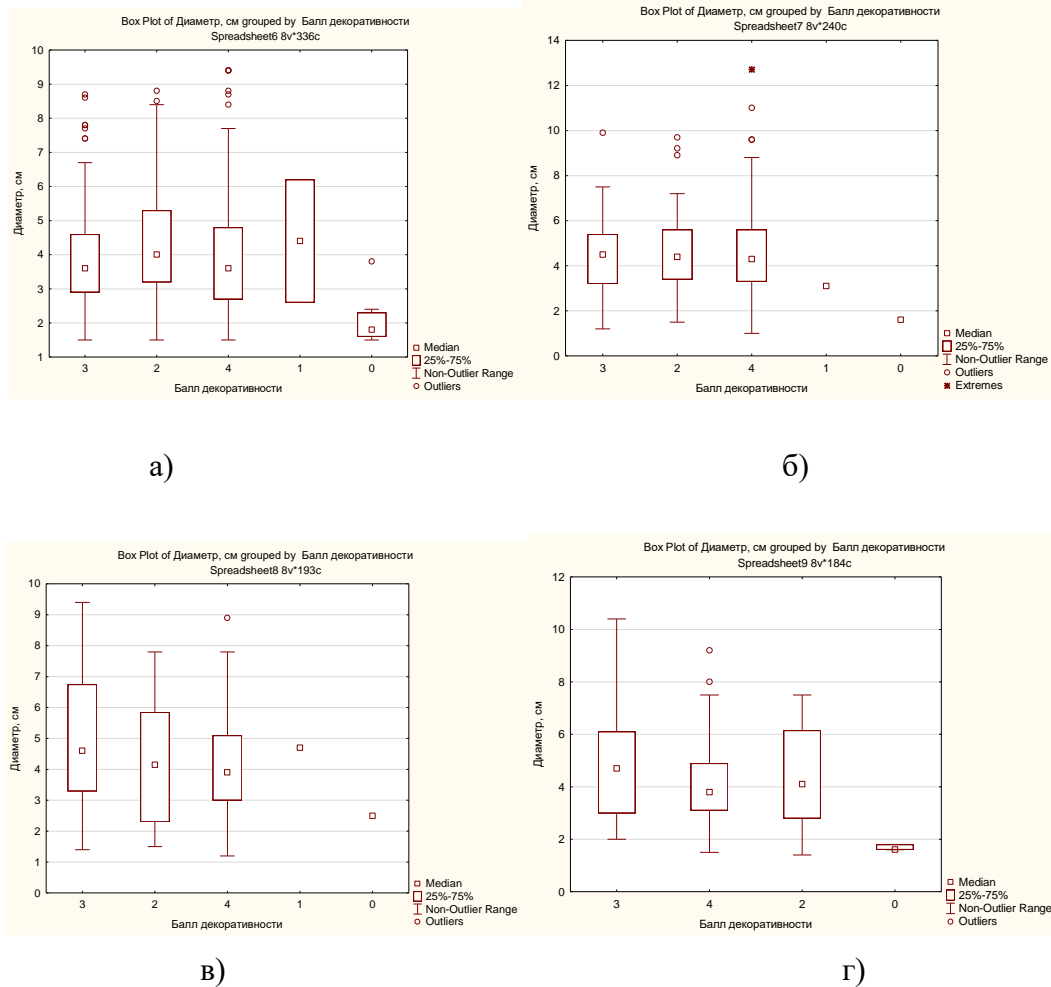 Box Plot of Диаметр, см grouped by Балл декоративности
Spreadsheet6 8v*336c
10
9
8
7
6
5
4
3
2
1
Диаметр, см
3 2 4 1 0
Балл декоративности
Median
25%-75%
Non-Outlier Range
Outliers
а)
Box Plot of Диаметр, см grouped by Балл декоративности
Spreadsheet7 8v*240c
14
12
10
8
6
4
2
0
Диаметр, см
3 2 4 1 0
Балл декоративности
Median
25%-75%
Non-Outlier Range
Outliers
Extremes
б)
Box Plot of Диаметр, см grouped by Балл декоративности
Spreadsheet8 8v*193c
10
9
8
7
6
5
4
3
2
1
0
Диаметр, см
3 2 4 1 0
Балл декоративности
Median
25%-75%
Non-Outlier Range
Outliers
в)
Box Plot of Диаметр, см grouped by Балл декоративности
Spreadsheet9 8v*184c
12
10
8
6
4
2
0
Диаметр, см
3 4 2 0
Балл декоративности
Median
25%-75%
Non-Outlier Range
Outliers
г)